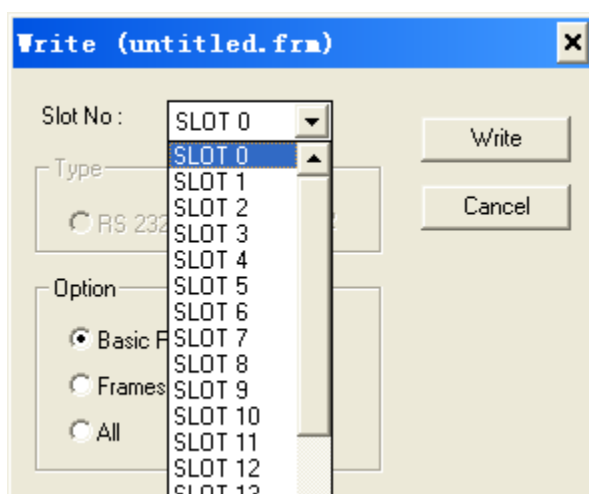 Write (untitled.frm)
Slot No :
SLOT 0
Write
Type
SLOT 0
SLOT 1
SLOT 2
Cancel
RS 232
SLOT 3
SLOT 4
Option
SLOT 5
SLOT 6
Basic F
SLOT 7
SLOT 8
Frames
SLOT 9
SLOT 10
All
SLOT 11
SLOT 12
SLOT 13